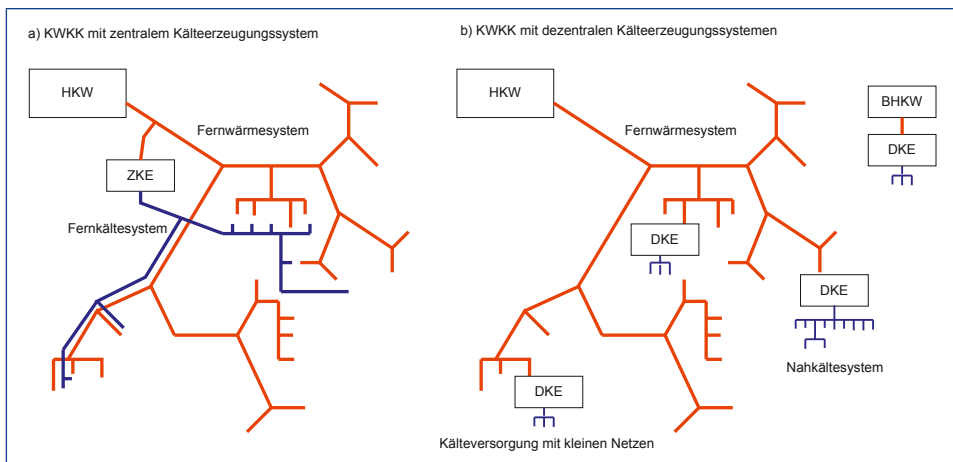 a) KWKK mit zentralem Kälteerzeugungssystem
HKW
Fernwärmesystem
ZKE
Fernkältesystem
b) KWKK mit dezentralen Kälteerzeugungssystemen
HKW
BHKW
Fernwärmesystem
DKE
DKE
DKE
Nahkältesystem
DKE
Kälteversorgung mit kleinen Netzen